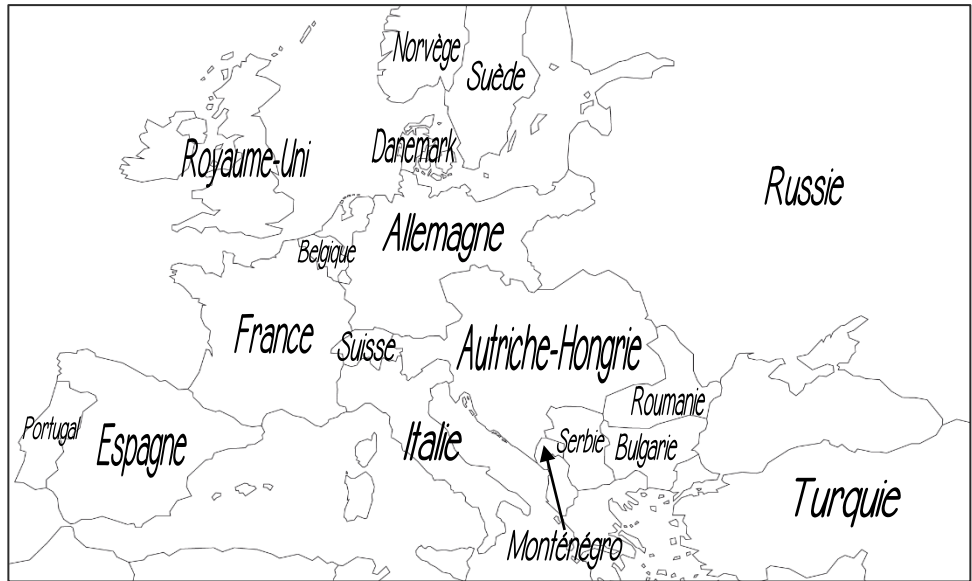 Norvège
Suède
Danemark
Royaume-Uni
Russie
Allemagne
Belgique
France
Suisse
Autriche-Hongrie
Roumanie
Portugal
Espagne
Italie
Serbie
Bulgarie
Turquie
Monténégro